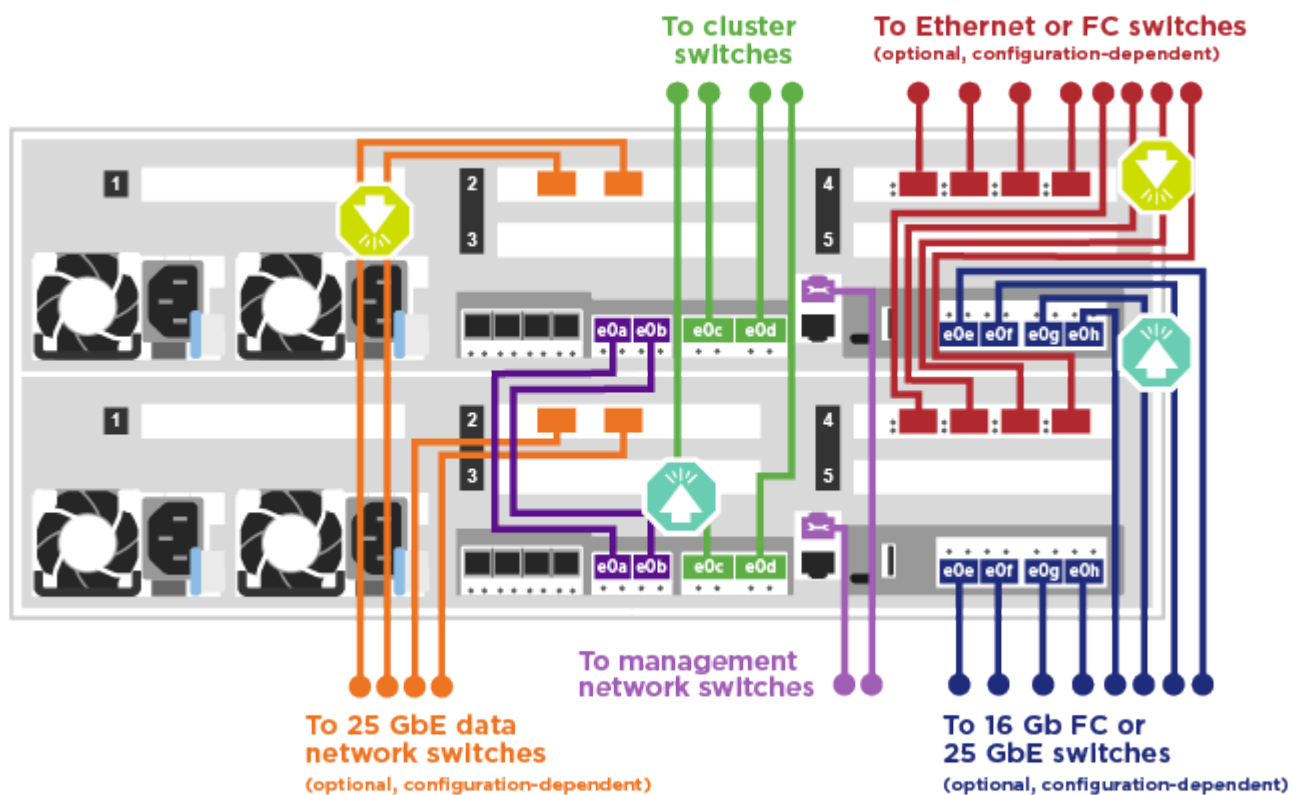 To cluster
switches
To Ethernet or FC switches
(optional, configuration-dependent)
1
2
3
4
5
e0a e0b e0c e0d
e0e e0f e0g e0h
1
2
3
4
5
e0a e0b e0c e0d
e0e e0f e0g e0h
To management
network switches
To 25 GbE data
network switches
(optional, configuration-dependent)
To 16 Gb FC or
25 GbE switches
(optional, configuration-dependent)